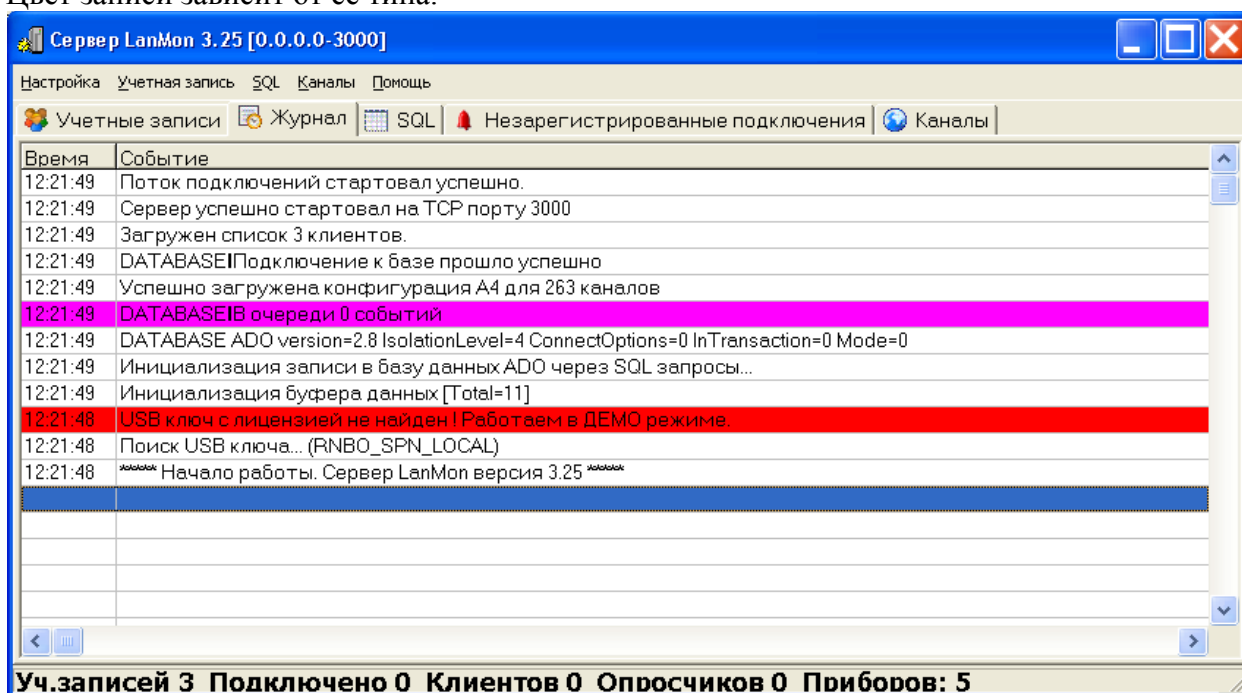 Цвет записи зависит от ее типа.
Сервер LanMon 3.25 [0.0.0.0-3000]
Настройка Учетная запись SQL Каналы Помощь
Учетные записи Журнал SQL Незарегистрированные подключения Каналы
Время Событие
12:21:49 Поток подключений стартовал успешно.
12:21:49 Сервер успешно стартовал на TCP порту 3000
12:21:49 Загружен список 3 клиентов.
12:21:49 DATABASE|Подключение к базе прошло успешно
12:21:49 Успешно загружена конфигурация A4 для 263 каналов
12:21:49 DATABASE|В очереди 0 событий
12:21:49 DATABASE ADO version=2.8 IsolationLevel=4 ConnectOptions=0 InTransaction=0 Mode=0
12:21:49 Инициализация записи в базу данных ADO через SQL запросы...
12:21:49 Инициализация буфера данных [Total=11]
12:21:48 USB ключ с лицензией не найден ! Работаем в ДЕМО режиме.
12:21:48 Поиск USB ключа... (RNBO_SPN_LOCAL)
12:21:48 ****** Начало работы. Сервер LanMon версия 3.25 ******
Уч.записей 3 Подключено 0 Клиентов 0 Опросчиков 0 Приборов: 5